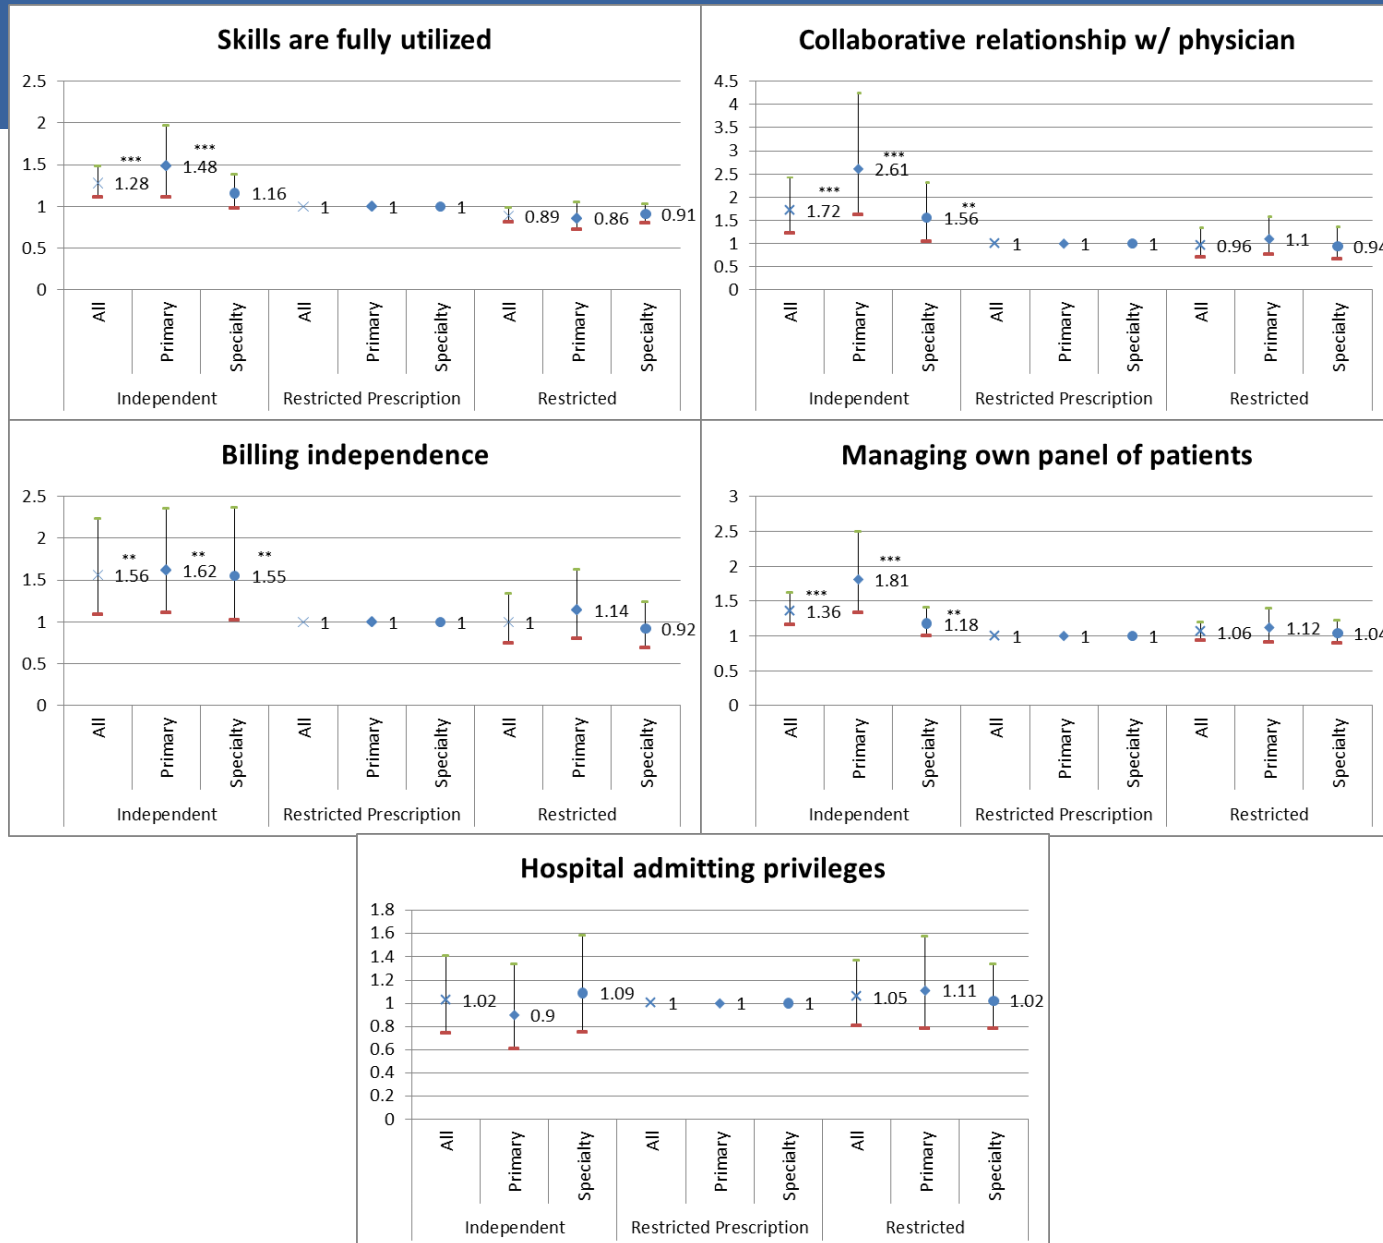 Skills are fully utilized
2.5
2
1.5
1
0.5
0
***
1.28
***
1.48
1.16
1
1
1
0.89
0.86
0.91
All
Primary
Specialty
All
Primary
Specialty
All
Primary
Specialty
Independent
Restricted Prescription
Restricted
Collaborative relationship w/ physician
4.5
4
3.5
3
2.5
2
1.5
1
0.5
0
***
1.72
***
2.61
**
1.56
1
1
1
0.96
1.1
0.94
All
Primary
Specialty
All
Primary
Specialty
All
Primary
Specialty
Independent
Restricted Prescription
Restricted
Billing independence
2.5
2
1.5
1
0.5
0
**
1.56
**
1.62
**
1.55
1
1
1
1
1.14
0.92
All
Primary
Specialty
All
Primary
Specialty
All
Primary
Specialty
Independent
Restricted Prescription
Restricted
Managing own panel of patients
3
2.5
2
1.5
1
0.5
0
***
1.36
***
1.81
**
1.18
1
1
1
1.06
1.12
1.04
All
Primary
Specialty
All
Primary
Specialty
All
Primary
Specialty
Independent
Restricted Prescription
Restricted
Hospital admitting privileges
1.8
1.6
1.4
1.2
1
0.8
0.6
0.4
0.2
0
1.02
0.9
1.09
1
1
1
1.05
1.11
1.02
All
Primary
Specialty
All
Primary
Specialty
All
Primary
Specialty
Independent
Restricted Prescription
Restricted